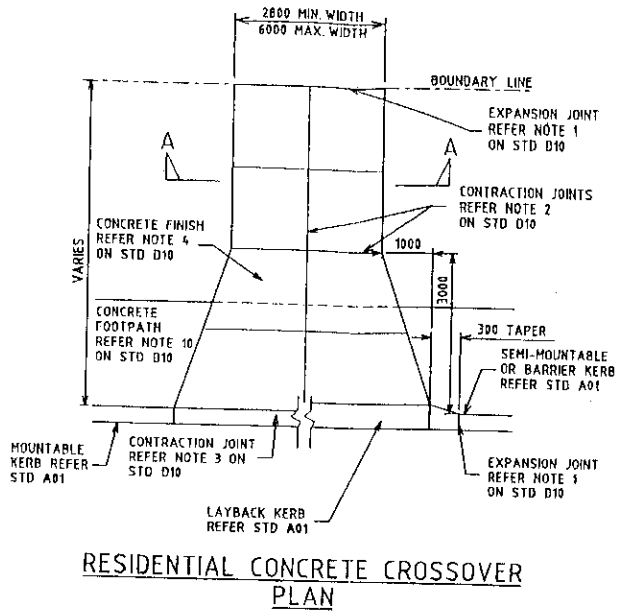 2800 MIN. WIDTH
6000 MAX. WIDTH
BOUNDARY LINE
EXPANSION JOINT
REFER NOTE 1
ON STD D10
A
A
CONTRACTION JOINTS
REFER NOTE 2
ON STD D10
CONCRETE FINISH
REFER NOTE 4
ON STD D10
1000
VARIES
3000
CONCRETE
FOOTPATH
REFER NOTE 10
ON STD D10
300 TAPER
SEMI-MOUNTABLE
OR BARRIER KERB
REFER STD A01
MOUNTABLE
KERB REFER
STD A01
CONTRACTION JOINT
REFER NOTE 3 ON
STD D10
EXPANSION JOINT
REFER NOTE 1
ON STD D10
LAYBACK KERB
REFER STD A01
RESIDENTIAL CONCRETE CROSSOVER
PLAN